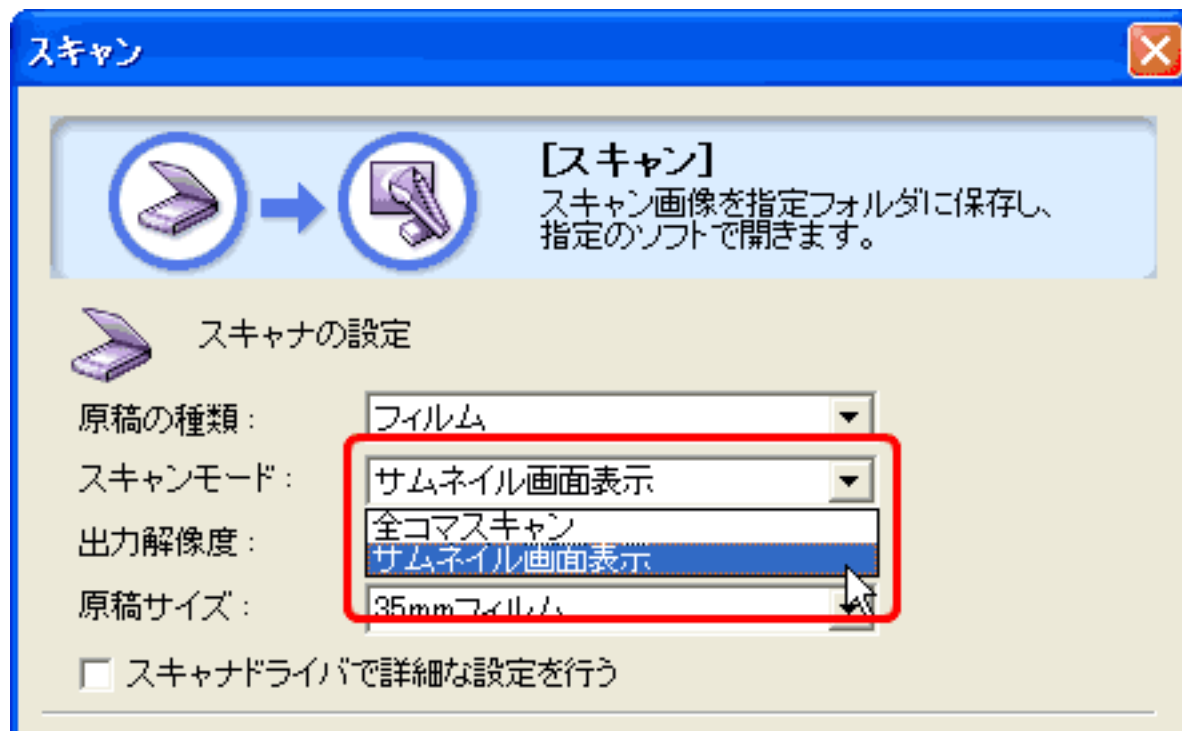 スキャン
[スキャン]
スキャン画像を指定フォルダに保存し、
指定のソフトで開きます。
スキャナの設定
原稿の種類：
フィルム
スキャンモード：
サムネイル画面表示
全コマスキャン
サムネイル画面表示
出力解像度：
原稿サイズ：
35mmフィルム
スキャナドライバで詳細な設定を行う